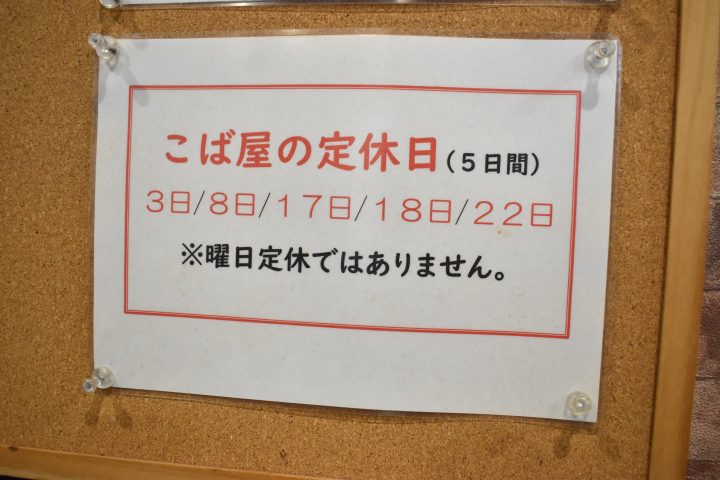 こば屋の定休日(５日間)
３日/８日/１７日/１８日/２２日
※曜日定休ではありません。